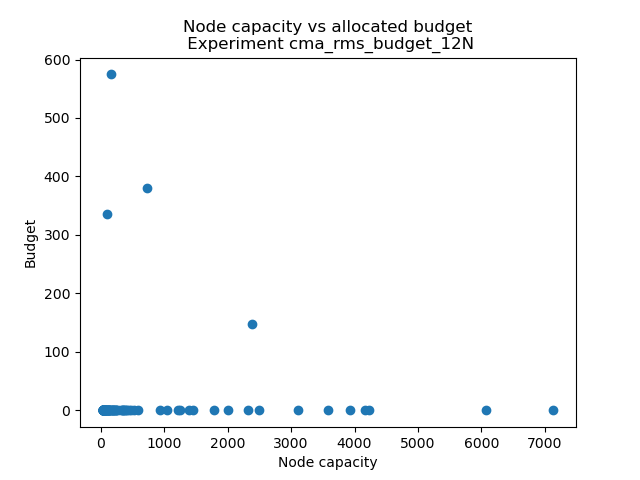 Node capacity vs allocated budget
Experiment cma_rms_budget_12N
600
500
400
300
200
100
0
Budget
0 1000 2000 3000 4000 5000 6000 7000
Node capacity